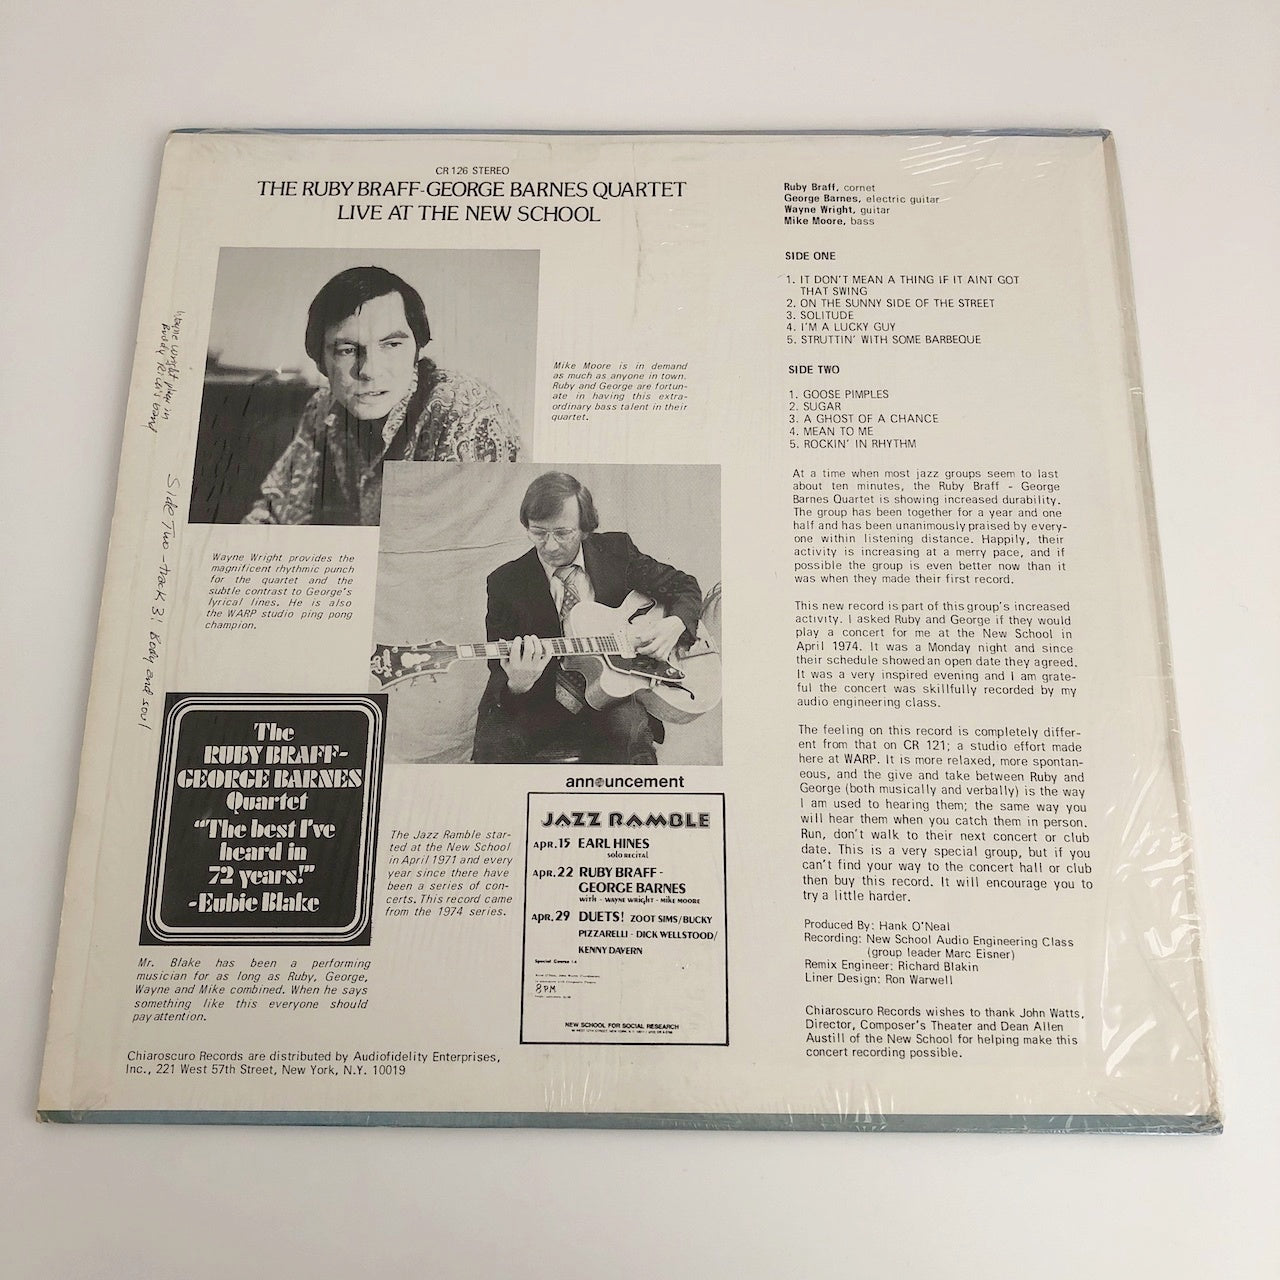 CR 126 STEREO
THE RUBY BRAFF-GEORGE BARNES QUARTET
LIVE AT THE NEW SCHOOL
Mike Moore is in demand
as much as anyone in town.
Ruby and George are fortun-
ate in having this extra-
ordinary bass talent in their
quartet.
Wayne Wright provides the
magnificent rhythmic punch
for the quartet and the
subtle contrast to George's
lyrical lines. He is also
the WARP studio ping pong
champion.
Wayne Wright play in
Buddy Rich's band
Side Two - track 3! Body and soul
The
RUBY BRAFF-
GEORGE BARNES
Quartet
"The best I've
heard in
72 years!"
-Eubie Blake
Mr. Blake has been a performing
musician for as long as Ruby, George,
Wayne and Mike combined. When he says
something like this everyone should
pay attention.
The Jazz Ramble star-
ted at the New School
in April 1971 and every
year since there have
been a series of con-
certs. This record came
from the 1974 series.
announcement
JAZZ RAMBLE
APR. 15 EARL HINES
SOLO RECITAL
APR. 22 RUBY BRAFF -
GEORGE BARNES
WITH - WAYNE WRIGHT - MIKE MOORE
APR. 29 DUETS! ZOOT SIMS/BUCKY
PIZZARELLI - DICK WELLSTOOD/
KENNY DAVERN
Special Course
8 PM
NEW SCHOOL FOR SOCIAL RESEARCH
Chiaroscuro Records are distributed by Audiofidelity Enterprises,
Inc., 221 West 57th Street, New York, N.Y. 10019
Ruby Braff, cornet
George Barnes, electric guitar
Wayne Wright, guitar
Mike Moore, bass
SIDE ONE
1. IT DON'T MEAN A THING IF IT AINT GOT
THAT SWING
2. ON THE SUNNY SIDE OF THE STREET
3. SOLITUDE
4. I'M A LUCKY GUY
5. STRUTTIN' WITH SOME BARBEQUE
SIDE TWO
1. GOOSE PIMPLES
2. SUGAR
3. A GHOST OF A CHANCE
4. MEAN TO ME
5. ROCKIN' IN RHYTHM
At a time when most jazz groups seem to last
about ten minutes, the Ruby Braff - George
Barnes Quartet is showing increased durability.
The group has been together for a year and one
half and has been unanimously praised by every-
one within listening distance. Happily, their
activity is increasing at a merry pace, and if
possible the group is even better now than it
was when they made their first record.
This new record is part of this group's increased
activity. I asked Ruby and George if they would
play a concert for me at the New School in
April 1974. It was a Monday night and since
their schedule showed an open date they agreed.
It was a very inspired evening and I am grate-
ful the concert was skillfully recorded by my
audio engineering class.
The feeling on this record is completely differ-
ent from that on CR 121; a studio effort made
here at WARP. It is more relaxed, more spontan-
eous, and the give and take between Ruby and
George (both musically and verbally) is the way
I am used to hearing them; the same way you
will hear them when you catch them in person.
Run, don't walk to their next concert or club
date. This is a very special group, but if you
can't find your way to the concert hall or club
then buy this record. It will encourage you to
try a little harder.
Produced By: Hank O'Neal
Recording: New School Audio Engineering Class
(group leader Marc Eisner)
Remix Engineer: Richard Blakin
Liner Design: Ron Warwell
Chiaroscuro Records wishes to thank John Watts,
Director, Composer's Theater and Dean Allen
Austill of the New School for helping make this
concert recording possible.